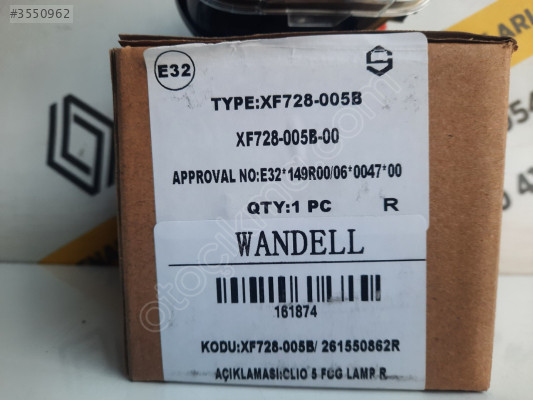 #3550962
E32
TYPE:XF728-005B
XF728-005B-00
APPROVAL NO:E32*149R00/06*0047*00
QTY:1 PC R
WANDELL
161874
KODU:XF728-005B/ 261550862R
AÇIKLAMASI:CLIO 5 FOG LAMP R